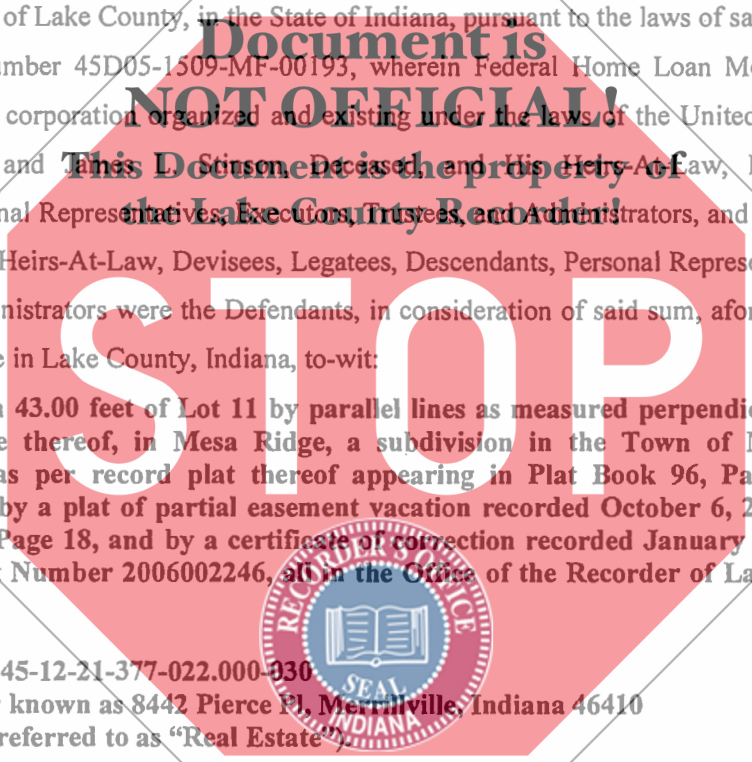 of Lake County, in the State of Indiana, pursuant to the laws of sa
Document is
umber 45D05-1509-MF-00193, wherein Federal Home Loan Mo
NOT OFFICIAL!
corporation organized and existing under the laws of the United
This Document is the property of
and James L. Stinson, Deceased, and His Heirs-At-Law,
the Lake County Recorder!
nal Representatives, Executors, Trustees, and Administrators, and
Heirs-At-Law, Devisees, Legatees, Descendants, Personal Represe
nistrators were the Defendants, in consideration of said sum, afor
STOP
e in Lake County, Indiana, to-wit:
43.00 feet of Lot 11 by parallel lines as measured perpendic
e thereof, in Mesa Ridge, a subdivision in the Town of
as per record plat thereof appearing in Plat Book 96, Pa
by a plat of partial easement vacation recorded October 6, 2
Page 18, and by a certificate of correction recorded January
Number 2006002246, all in the Office of the Recorder of La
RECORDER'S OFFICE
SEAL
INDIANA
45-12-21-377-022.000-030
known as 8442 Pierce Pl, Merrillville, Indiana 46410
referred to as “Real Estate”).